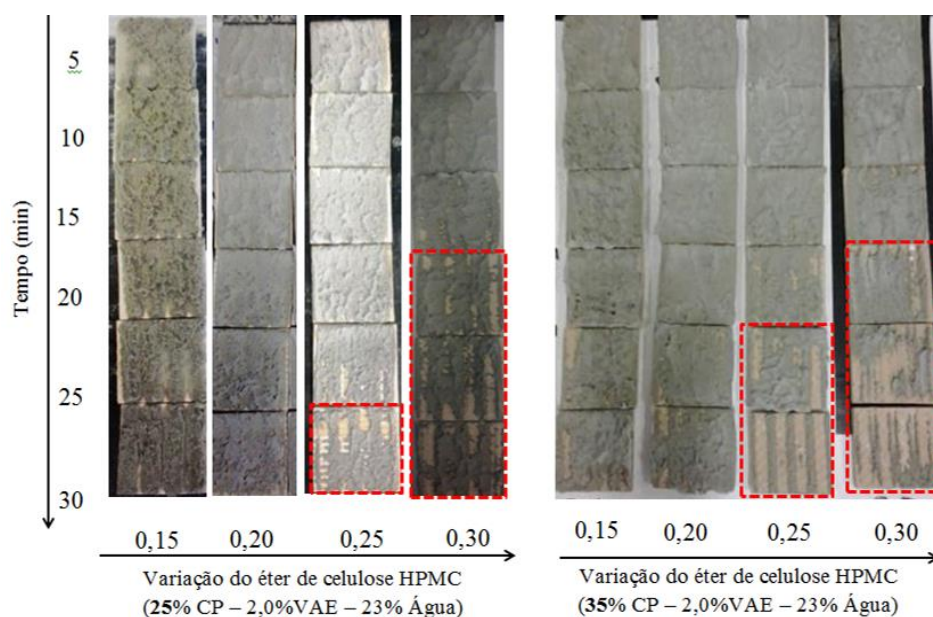 5
10
15
20
25
30
Tempo (min)
0,15 0,20 0,25 0,30
Variação do éter de celulose HPMC
(25% CP – 2,0%VAE – 23% Água)
0,15 0,20 0,25 0,30
Variação do éter de celulose HPMC
(35% CP – 2,0%VAE – 23% Água)